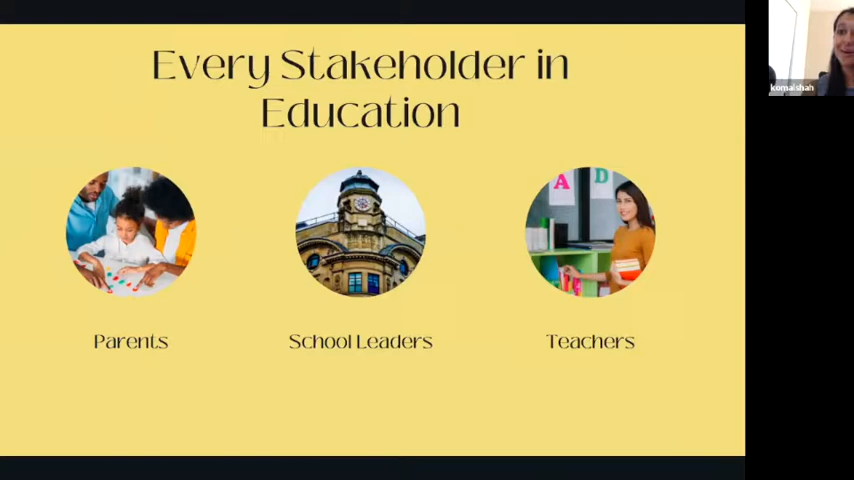 Every Stakeholder in
Education
A D
Parents
School Leaders
Teachers
komalshah